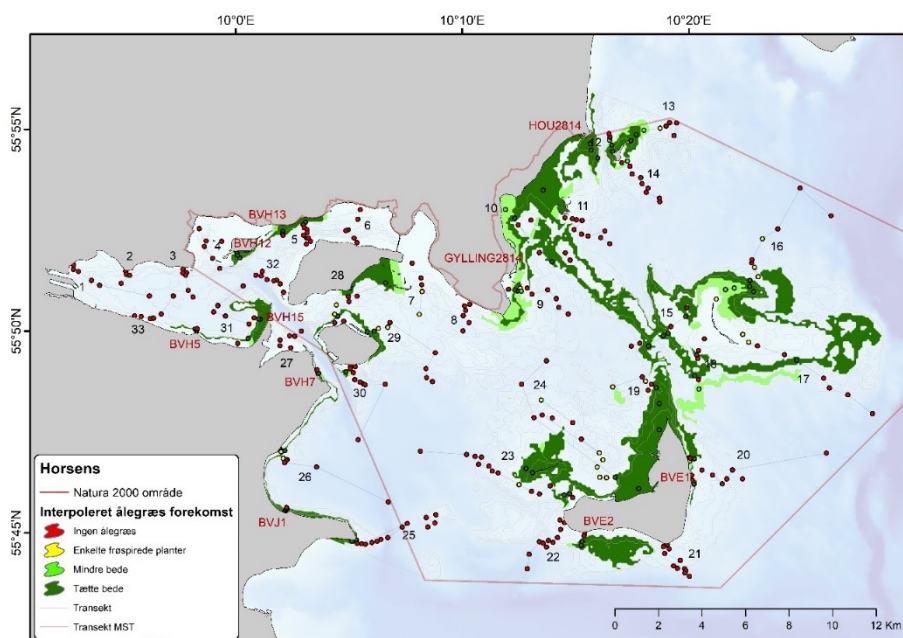 10°0'E 10°10'E 10°20'E
55°55'N
55°50'N
55°45'N
13
HOU2814
12
14
BVH13
10
11
5
6
4
BVH12
16
GYLLING2814
2
3
32
1
28
7
9
8
15
33
31
BVH15
BVH5
29
27
18
BVH7
30
19
17
24
23
20
26
BVE1
BVJ1
25
BVE2
22
21
Horsens
Natura 2000 område
Interpoleret ålegræs forekomst
Ingen ålegræs
Enkelte frøspirede planter
Mindre bede
Tætte bede
Transekt
Transekt MST
0 2 4 6 8 10 12
Km